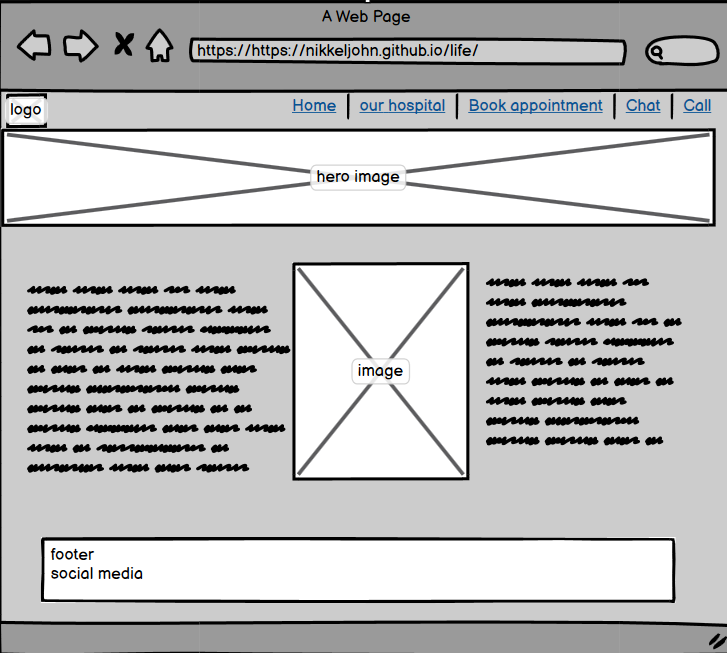 A Web Page
https://https://nikkeljohn.github.io/life/
logo
Home our hospital Book appointment Chat Call
hero image
image
footer
social media